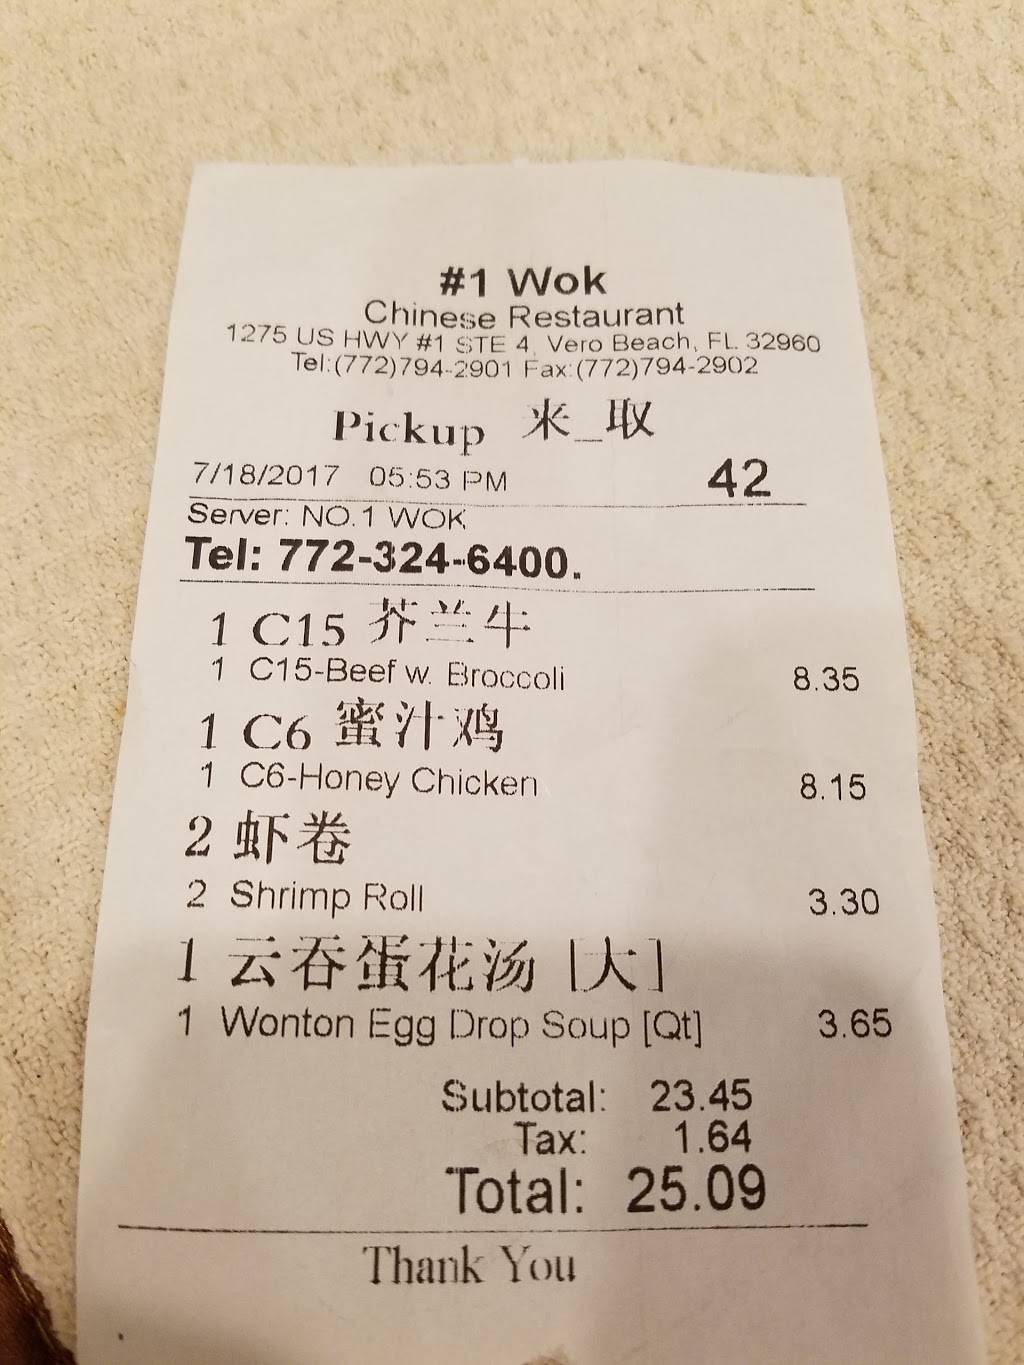 #1 Wok
Chinese Restaurant
1275 US HWY #1 STE 4, Vero Beach, FL 32960
Tel:(772)794-2901 Fax:(772)794-2902
Pickup 来_取
7/18/2017 05:53 PM 42
Server: NO.1 WOK
Tel: 772-324-6400.
1 C15 芥兰牛
1 C15-Beef w. Broccoli 8.35
1 C6 蜜汁鸡
1 C6-Honey Chicken 8.15
2 虾卷
2 Shrimp Roll 3.30
1 云吞蛋花汤 [大]
1 Wonton Egg Drop Soup [Qt] 3.65
Subtotal: 23.45
Tax: 1.64
Total: 25.09
Thank You